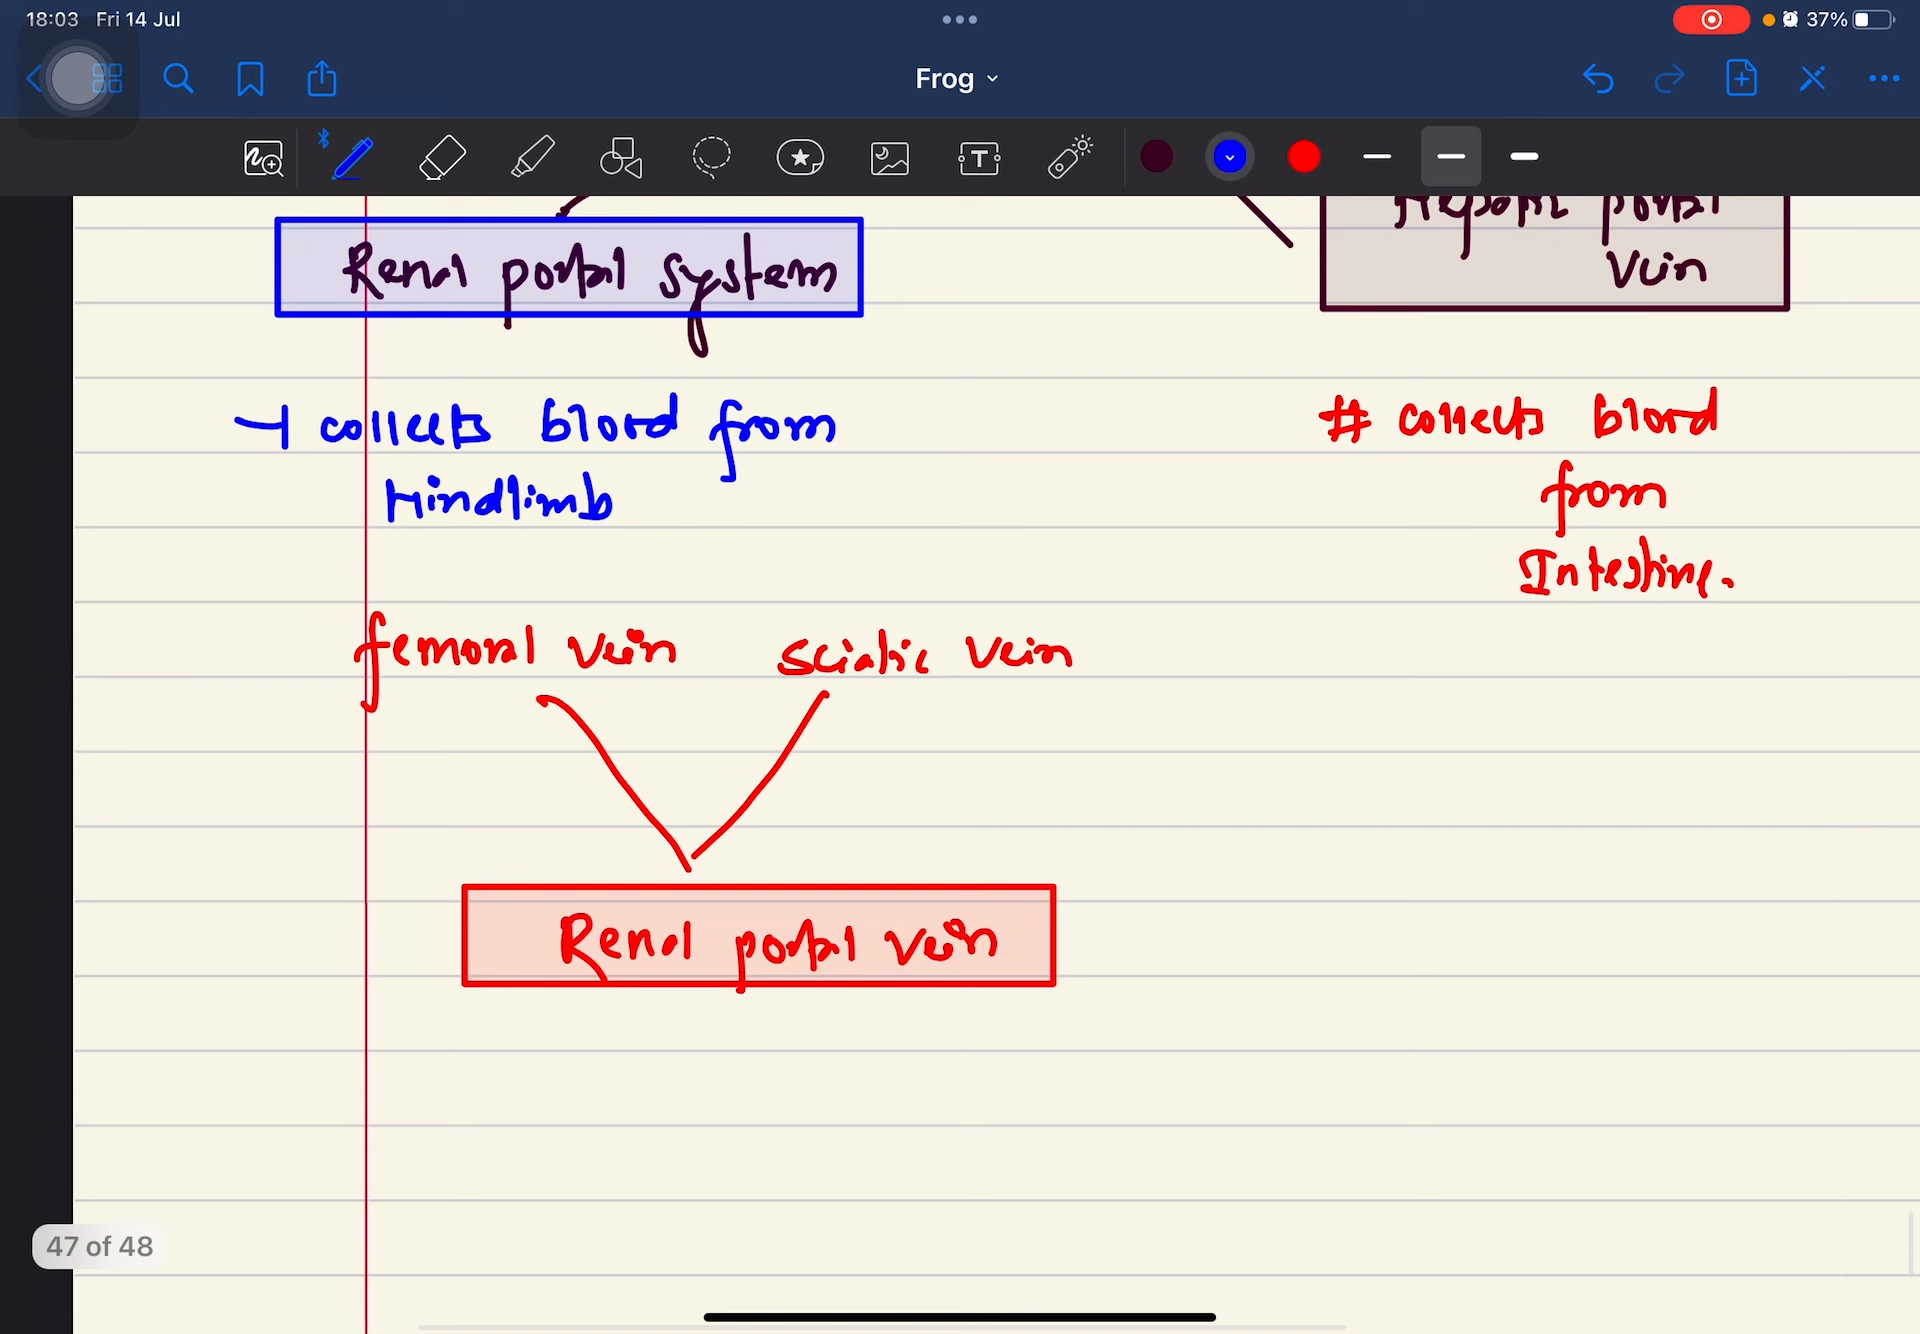 18:03 Fri 14 Jul
37%
Frog
T
Hepatic portal
Vein
Renal portal system
collects blood from
Hindlimb
# collects blood
from
Intestine.
femoral vein sciatic vein
Renal portal vein
47 of 48